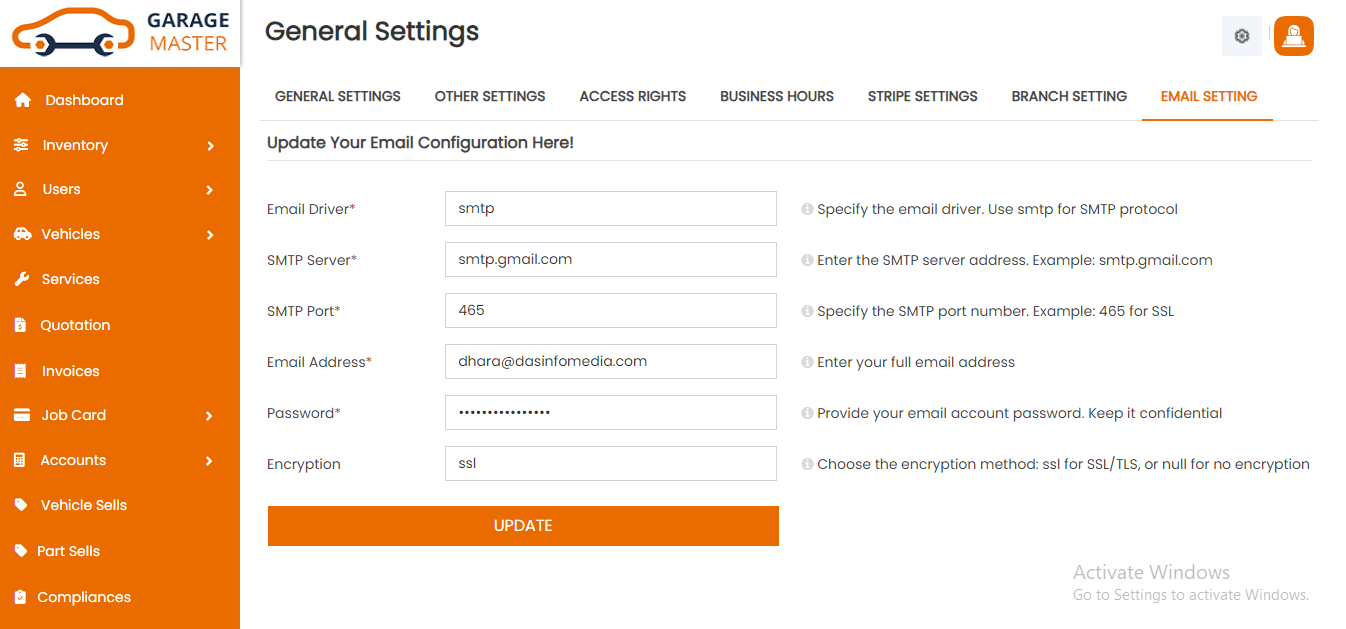 GARAGE
MASTER
General Settings
Dashboard
Inventory
Users
Vehicles
Services
Quotation
Invoices
Job Card
Accounts
Vehicle Sells
Part Sells
Compliances
GENERAL SETTINGS OTHER SETTINGS ACCESS RIGHTS BUSINESS HOURS STRIPE SETTINGS BRANCH SETTING EMAIL SETTING
Update Your Email Configuration Here!
Email Driver* smtp Specify the email driver. Use smtp for SMTP protocol
SMTP Server* smtp.gmail.com Enter the SMTP server address. Example: smtp.gmail.com
SMTP Port* 465 Specify the SMTP port number. Example: 465 for SSL
Email Address* dhara@dasinfomedia.com Enter your full email address
Password* •••••••••••••••• Provide your email account password. Keep it confidential
Encryption ssl Choose the encryption method: ssl for SSL/TLS, or null for no encryption
UPDATE
Activate Windows
Go to Settings to activate Windows.